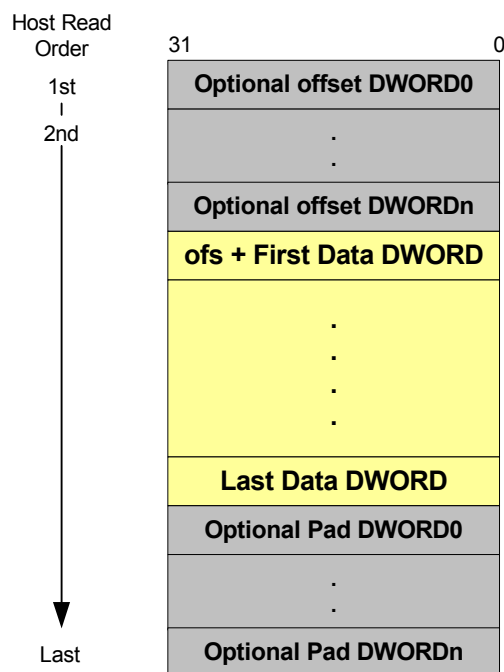 Host Read
Order
31 0
1st
Optional offset DWORD0
2nd
.
.
Optional offset DWORDn
ofs + First Data DWORD
.
.
.
.
Last Data DWORD
Optional Pad DWORD0
.
.
Last
Optional Pad DWORDn